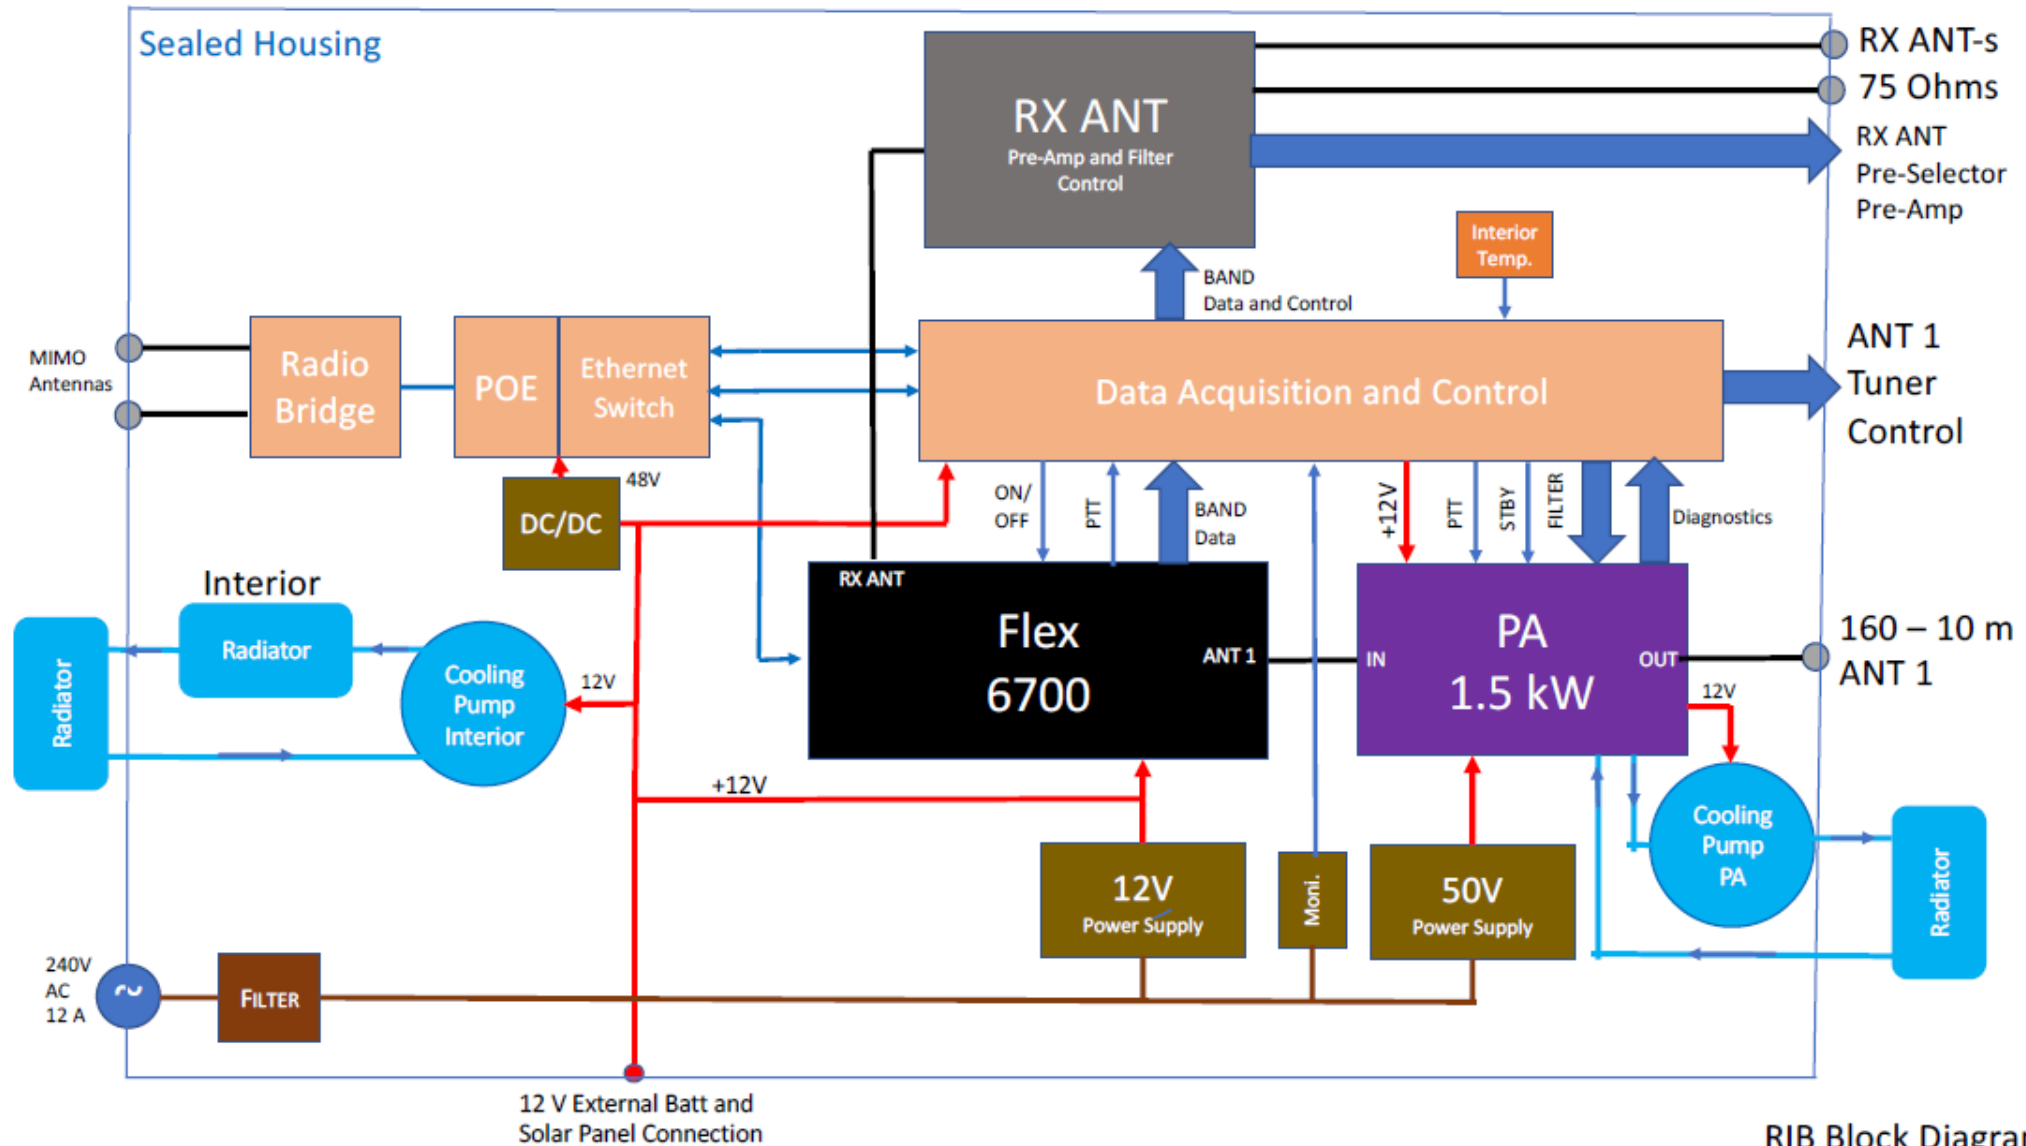 Sealed Housing
RX ANT
Pre-Amp and Filter
Control
RX ANT-s
75 Ohms
RX ANT
Pre-Selector
Pre-Amp
Interior
Temp.
BAND
Data and Control
MIMO
Antennas
Radio
Bridge
POE
Ethernet
Switch
Data Acquisition and Control
ANT 1
Tuner
Control
48V
DC/DC
ON/
OFF
PTT
BAND
Data
+12V
PTT
STBY
FILTER
Diagnostics
Interior
Radiator
Radiator
Cooling
Pump
Interior
12V
RX ANT
Flex
6700
ANT 1
IN
PA
1.5 kW
OUT
160 – 10 m
ANT 1
12V
+12V
12V
Power Supply
Moni.
50V
Power Supply
Cooling
Pump
PA
Radiator
240V
AC
12 A
~
FILTER
12 V External Batt and
Solar Panel Connection
RIB Block Diagram